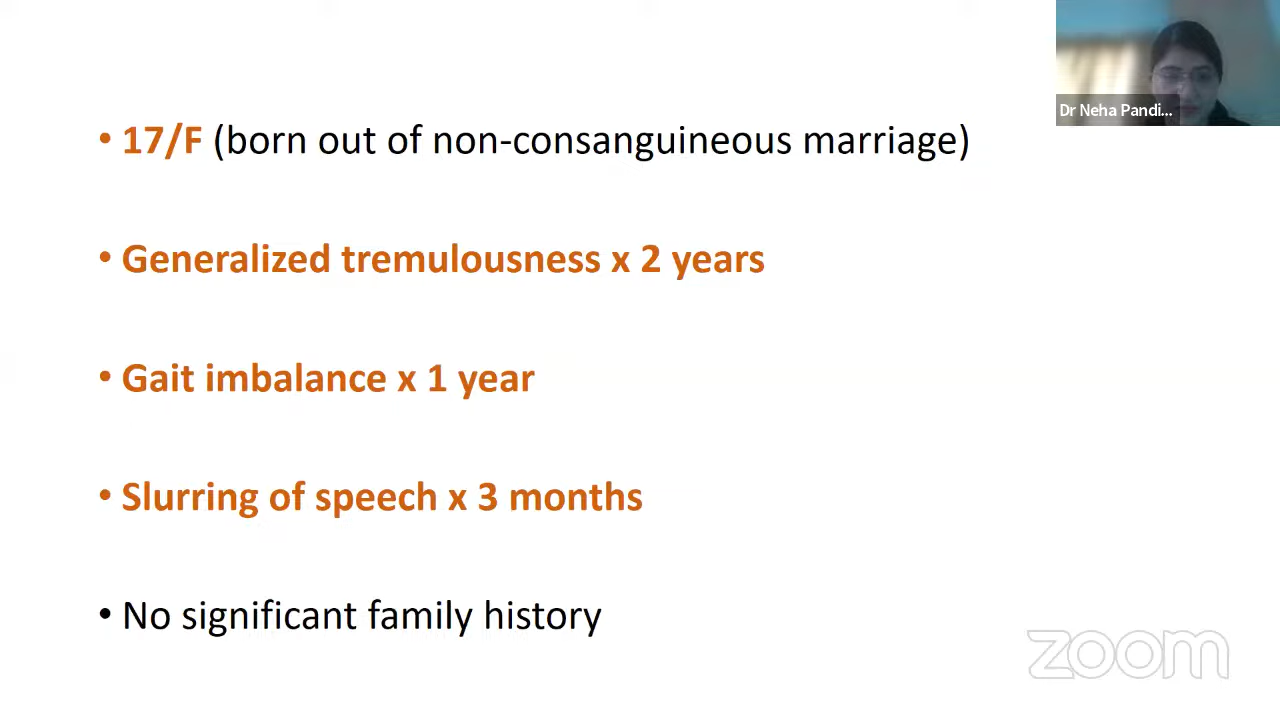 Dr Neha Pandi...
• 17/F (born out of non-consanguineous marriage)
• Generalized tremulousness x 2 years
• Gait imbalance x 1 year
• Slurring of speech x 3 months
• No significant family history
zoom